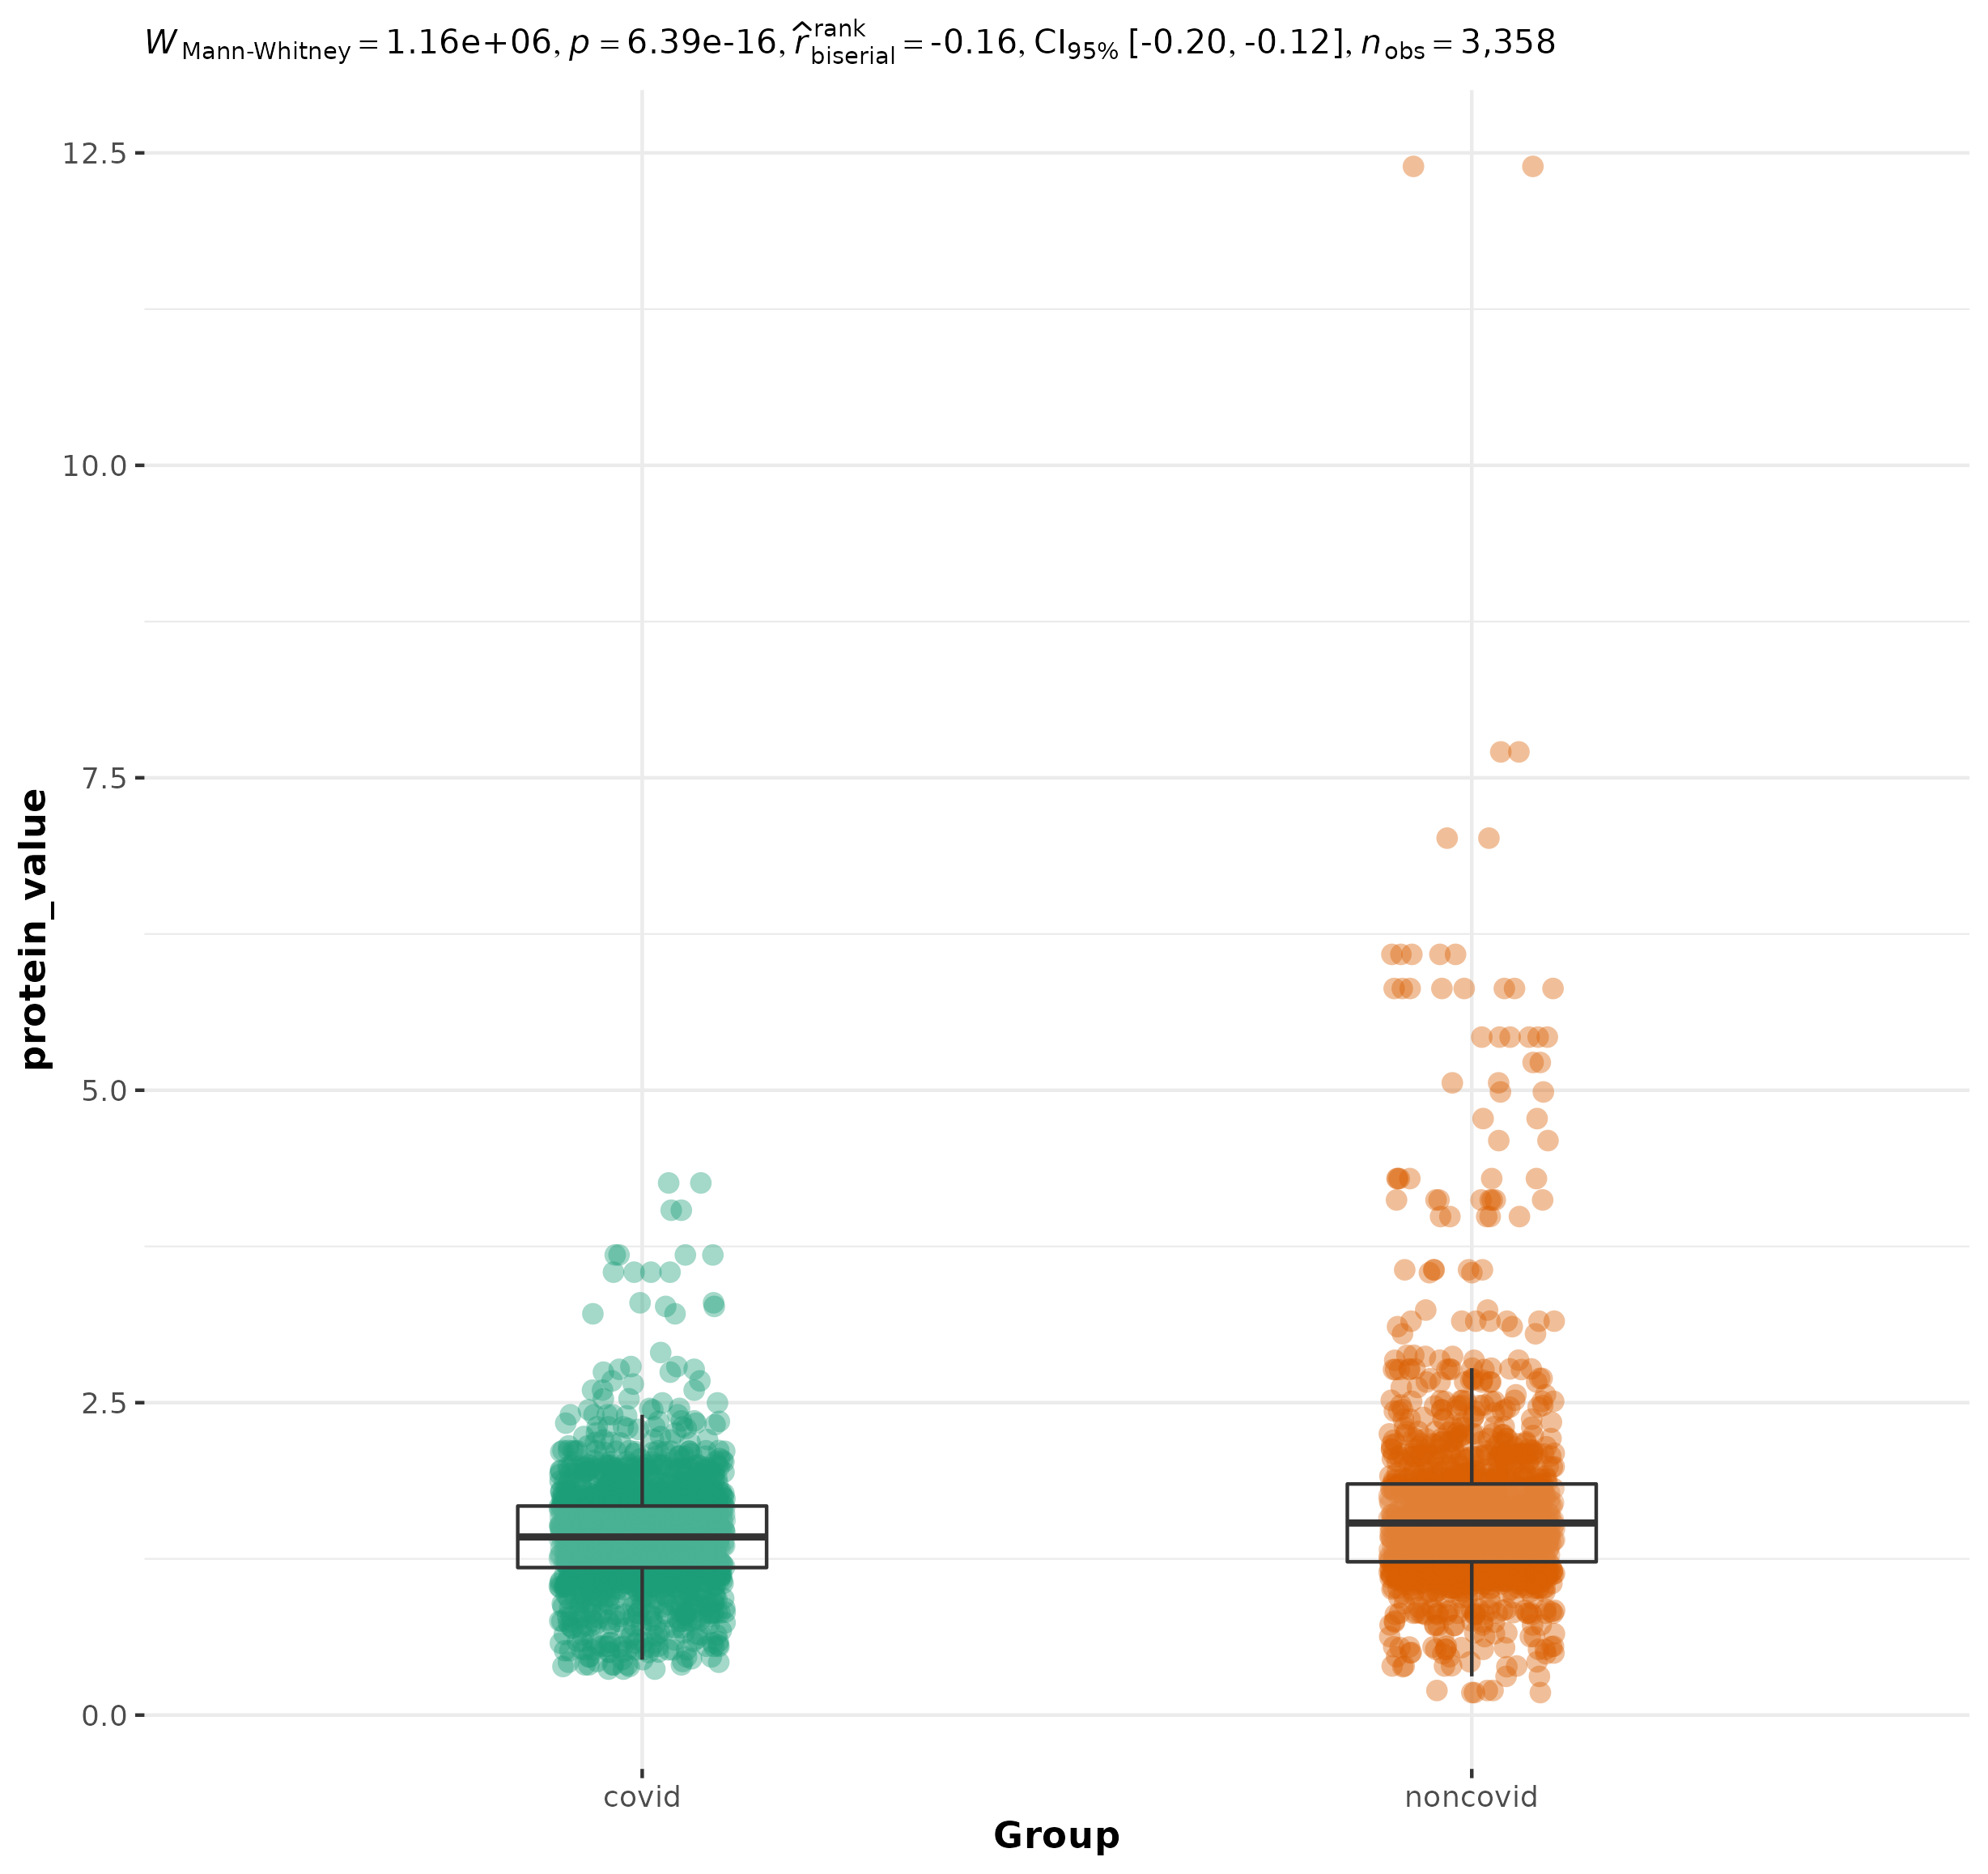 W Mann-Whitney = 1.16e+06, p = 6.39e-16, r̂ rank biserial = -0.16, CI95% [-0.20, -0.12], nobs = 3,358
12.5
10.0
7.5
5.0
2.5
0.0
protein_value
covid noncovid
Group